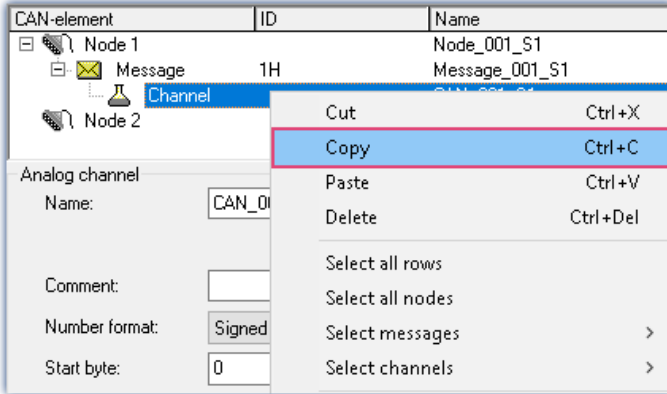 CAN-element ID Name
Node 1 Node_001_S1
Message 1H Message_001_S1
Channel
Node 2
Cut Ctrl+X
Copy Ctrl+C
Paste Ctrl+V
Delete Ctrl+Del
Select all rows
Select all nodes
Select messages
Select channels
Analog channel
Name:
Comment:
Number format: Signed
Start byte: 0